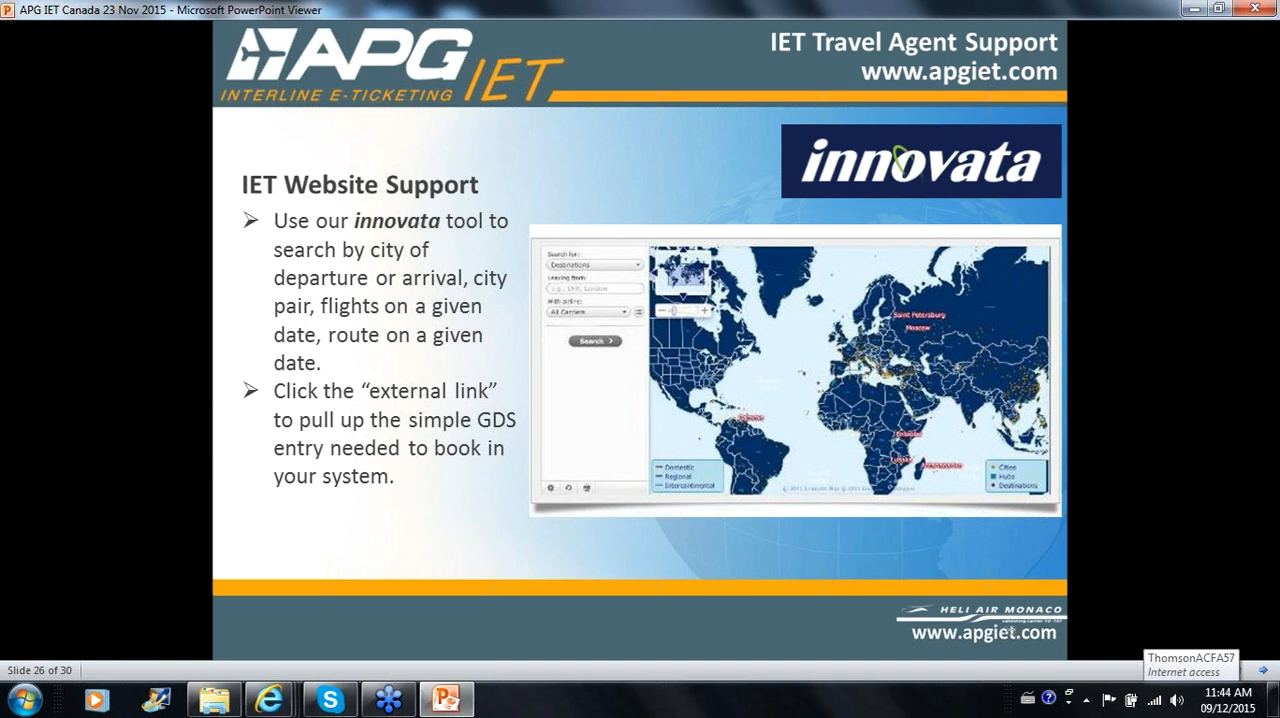 APG IET Canada 23 Nov 2015 - Microsoft PowerPoint Viewer
APG IET
INTERLINE E-TICKETING
IET Travel Agent Support
www.apgiet.com
innovata
IET Website Support
Use our innovata tool to
search by city of
departure or arrival, city
pair, flights on a given
date, route on a given
date.
Click the “external link”
to pull up the simple GDS
entry needed to book in
your system.
Search for:
Destinations
Leaving from:
e.g., LHR, London
With airline:
All Carriers
Search
Saint Petersburg
Moscow
Entebbe
Lusaka
Antananarivo
Domestic
Regional
Intercontinental
Cities
Hubs
Destinations
HELI AIR MONACO
www.apgiet.com
Slide 26 of 30
ThomsonACFA57
Internet access
11:44 AM
09/12/2015